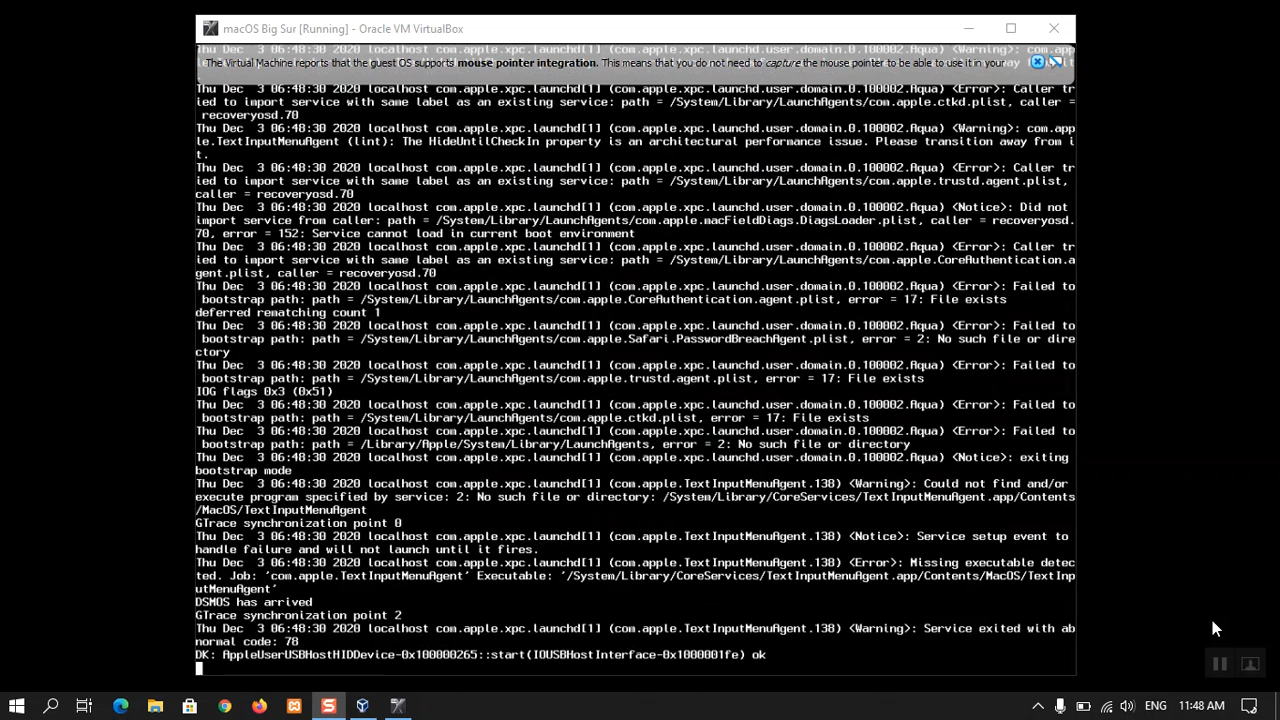 macOS Big Sur [Running] - Oracle VM VirtualBox
Thu Dec 3 06:48:30 2020 localhost com.apple.xpc.launchd[1] (com.apple.xpc.launchd.user.domain.0.100002.Aqua) <Warning>: com.app
The Virtual Machine reports that the guest OS supports mouse pointer integration. This means that you do not need to capture the mouse pointer to be able to use it in your
Thu Dec 3 06:48:30 2020 localhost com.apple.xpc.launchd[1] (com.apple.xpc.launchd.user.domain.0.100002.Aqua) <Error>: Caller tr
ied to import service with same label as an existing service: path = /System/Library/LaunchAgents/com.apple.ctkd.plist, caller =
recoveryosd.70
Thu Dec 3 06:48:30 2020 localhost com.apple.xpc.launchd[1] (com.apple.xpc.launchd.user.domain.0.100002.Aqua) <Warning>: com.app
le.TextInputMenuAgent (lint): The HideUntilCheckIn property is an architectural performance issue. Please transition away from i
t.
Thu Dec 3 06:48:30 2020 localhost com.apple.xpc.launchd[1] (com.apple.xpc.launchd.user.domain.0.100002.Aqua) <Error>: Caller tr
ied to import service with same label as an existing service: path = /System/Library/LaunchAgents/com.apple.trustd.agent.plist,
caller = recoveryosd.70
Thu Dec 3 06:48:30 2020 localhost com.apple.xpc.launchd[1] (com.apple.xpc.launchd.user.domain.0.100002.Aqua) <Notice>: Did not
import service from caller: path = /System/Library/LaunchAgents/com.apple.macFieldDiags.DiagsLoader.plist, caller = recoveryosd.
70, error = 152: Service cannot load in current boot environment
Thu Dec 3 06:48:30 2020 localhost com.apple.xpc.launchd[1] (com.apple.xpc.launchd.user.domain.0.100002.Aqua) <Error>: Caller tr
ied to import service with same label as an existing service: path = /System/Library/LaunchAgents/com.apple.CoreAuthentication.a
gent.plist, caller = recoveryosd.70
Thu Dec 3 06:48:30 2020 localhost com.apple.xpc.launchd[1] (com.apple.xpc.launchd.user.domain.0.100002.Aqua) <Error>: Failed to
bootstrap path: path = /System/Library/LaunchAgents/com.apple.CoreAuthentication.agent.plist, error = 17: File exists
deferred rematching count 1
Thu Dec 3 06:48:30 2020 localhost com.apple.xpc.launchd[1] (com.apple.xpc.launchd.user.domain.0.100002.Aqua) <Error>: Failed to
bootstrap path: path = /System/Library/LaunchAgents/com.apple.Safari.PasswordBreachAgent.plist, error = 2: No such file or dire
ctory
Thu Dec 3 06:48:30 2020 localhost com.apple.xpc.launchd[1] (com.apple.xpc.launchd.user.domain.0.100002.Aqua) <Error>: Failed to
bootstrap path: path = /System/Library/LaunchAgents/com.apple.trustd.agent.plist, error = 17: File exists
IOG flags 0x3 (0x51)
Thu Dec 3 06:48:30 2020 localhost com.apple.xpc.launchd[1] (com.apple.xpc.launchd.user.domain.0.100002.Aqua) <Error>: Failed to
bootstrap path: path = /System/Library/LaunchAgents/com.apple.ctkd.plist, error = 17: File exists
Thu Dec 3 06:48:30 2020 localhost com.apple.xpc.launchd[1] (com.apple.xpc.launchd.user.domain.0.100002.Aqua) <Error>: Failed to
bootstrap path: path = /Library/Apple/System/Library/LaunchAgents, error = 2: No such file or directory
Thu Dec 3 06:48:30 2020 localhost com.apple.xpc.launchd[1] (com.apple.xpc.launchd.user.domain.0.100002.Aqua) <Notice>: exiting
bootstrap mode
Thu Dec 3 06:48:30 2020 localhost com.apple.xpc.launchd[1] (com.apple.TextInputMenuAgent.138) <Warning>: Could not find and/or
execute program specified by service: 2: No such file or directory: /System/Library/CoreServices/TextInputMenuAgent.app/Contents
/MacOS/TextInputMenuAgent
GTrace synchronization point 0
Thu Dec 3 06:48:30 2020 localhost com.apple.xpc.launchd[1] (com.apple.TextInputMenuAgent.138) <Notice>: Service setup event to
handle failure and will not launch until it fires.
Thu Dec 3 06:48:30 2020 localhost com.apple.xpc.launchd[1] (com.apple.TextInputMenuAgent.138) <Error>: Missing executable detec
ted. Job: 'com.apple.TextInputMenuAgent' Executable: '/System/Library/CoreServices/TextInputMenuAgent.app/Contents/MacOS/TextInp
utMenuAgent'
DSMOS has arrived
GTrace synchronization point 2
Thu Dec 3 06:48:30 2020 localhost com.apple.xpc.launchd[1] (com.apple.TextInputMenuAgent.138) <Warning>: Service exited with ab
normal code: 78
DK: AppleUserUSBHostHIDDevice-0x100000265::start(IOUSBHostInterface-0x1000001fe) ok
ENG
11:48 AM